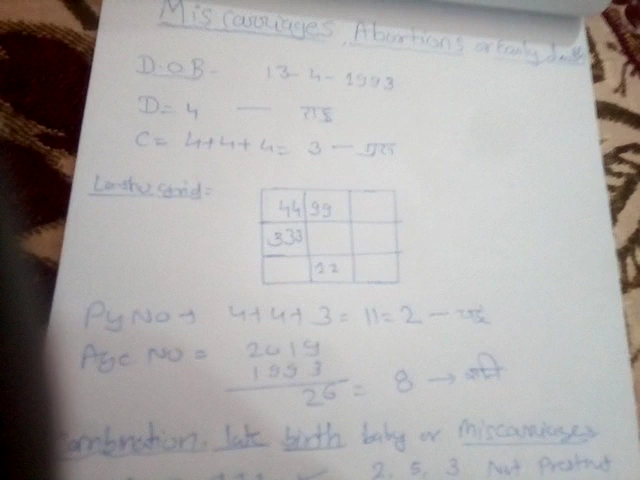 Miscarriages, Abortions or Early death
D.O.B- 13-4-1993
D= 4 — राहु
C= 4+4+4= 3 — गुरु
Loshu Grid=
44 99
333
22
PY NO → 4+4+3= 11=2 — चंद्र
Age NO = 2019
1993
26 = 8 → शनि
Combination. late birth baby or Miscarriages
2, 5, 3 Not Present